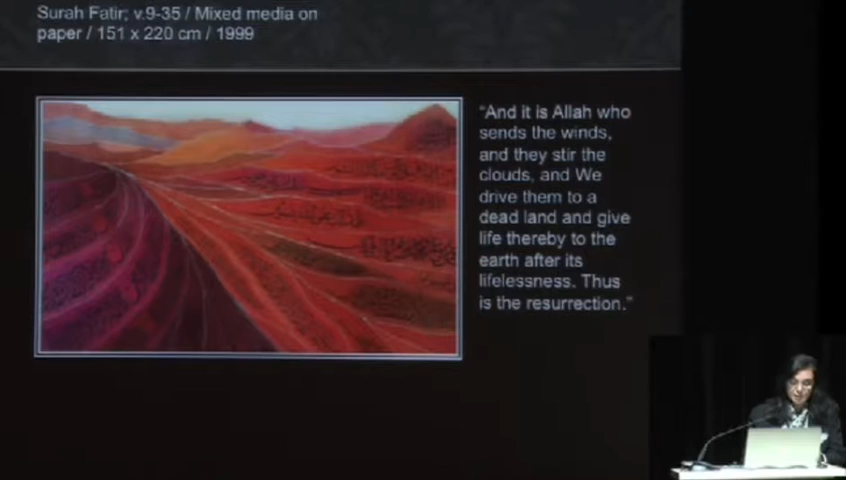 Surah Fatir; v.9-35 / Mixed media on
paper / 151 x 220 cm / 1999
"And it is Allah who
sends the winds,
and they stir the
clouds, and We
drive them to a
dead land and give
life thereby to the
earth after its
lifelessness. Thus
is the resurrection."